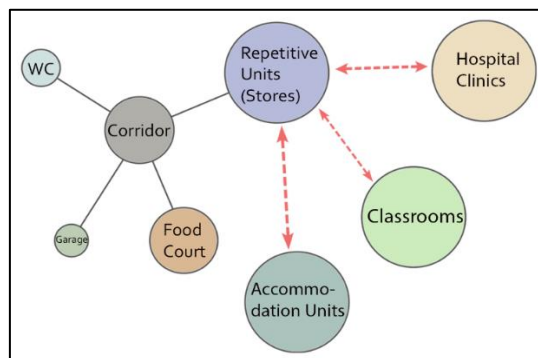 WC
Repetitive
Units
(Stores)
Hospital
Clinics
Corridor
Garage
Food
Court
Classrooms
Accommo-
dation Units